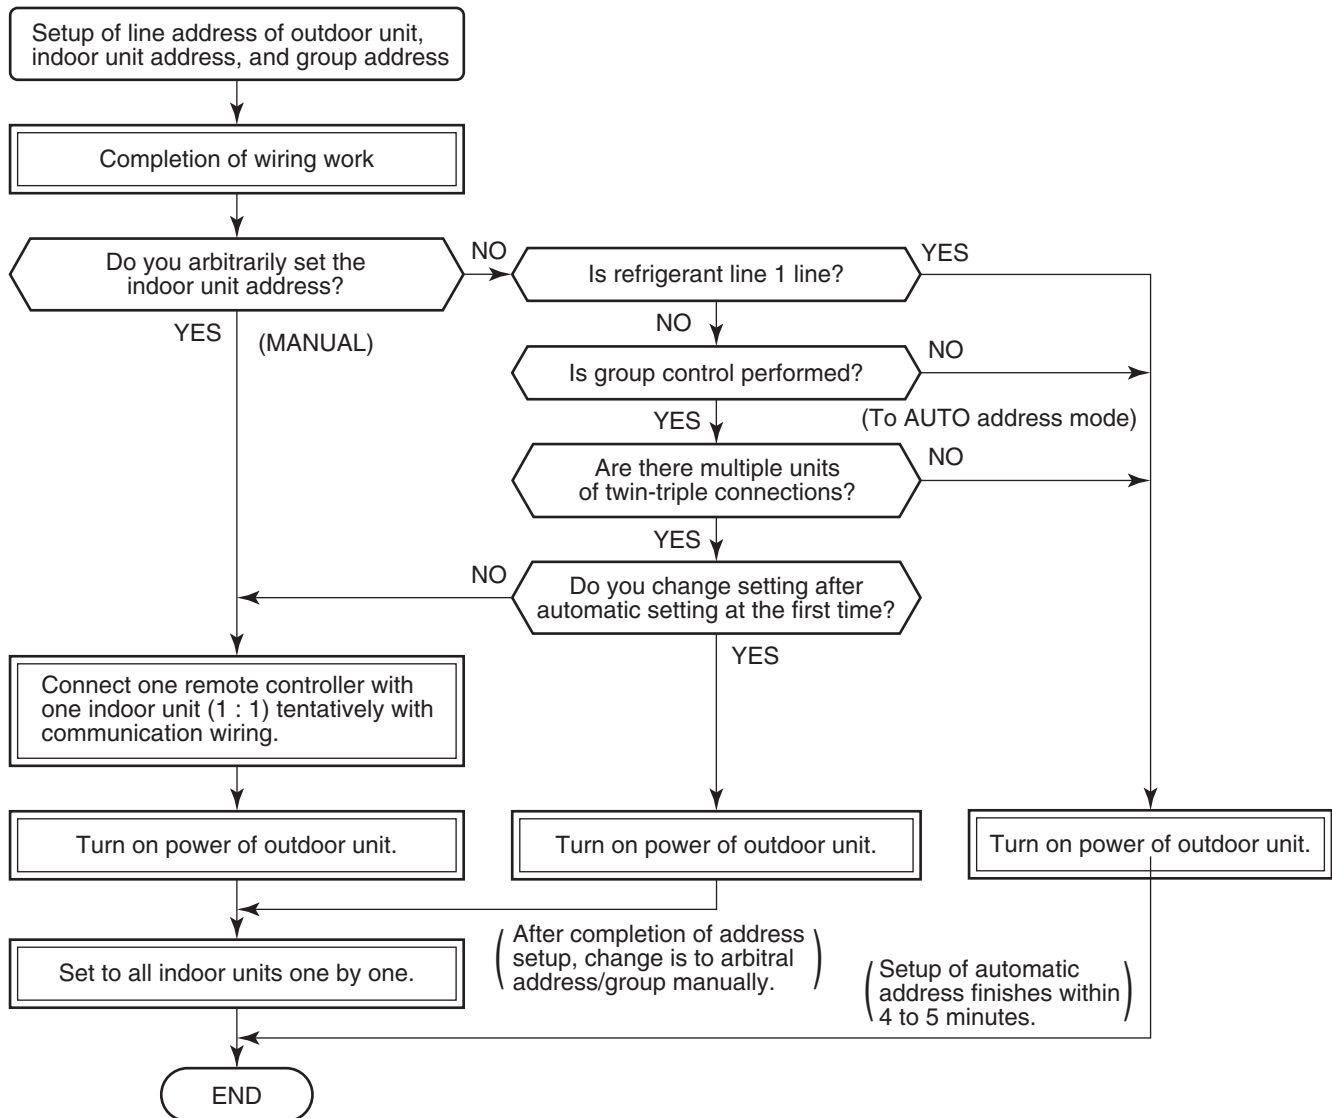 Setup of line address of outdoor unit,
indoor unit address, and group address
Completion of wiring work
Do you arbitrarily set the
indoor unit address?
NO
Is refrigerant line 1 line?
YES
YES
(MANUAL)
NO
Is group control performed?
NO
YES
(To AUTO address mode)
Are there multiple units
of twin-triple connections?
NO
YES
NO
Do you change setting after
automatic setting at the first time?
YES
Connect one remote controller with
one indoor unit (1 : 1) tentatively with
communication wiring.
Turn on power of outdoor unit.
Turn on power of outdoor unit.
Turn on power of outdoor unit.
(After completion of address
setup, change is to arbitral
address/group manually.)
Set to all indoor units one by one.
(Setup of automatic
address finishes within
4 to 5 minutes.)
END